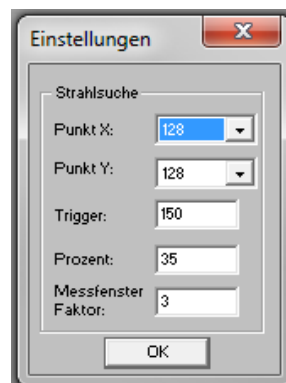 Einstellungen
Strahlsuche
Punkt X: 128
Punkt Y: 128
Trigger: 150
Prozent: 35
Messfenster
Faktor: 3
OK